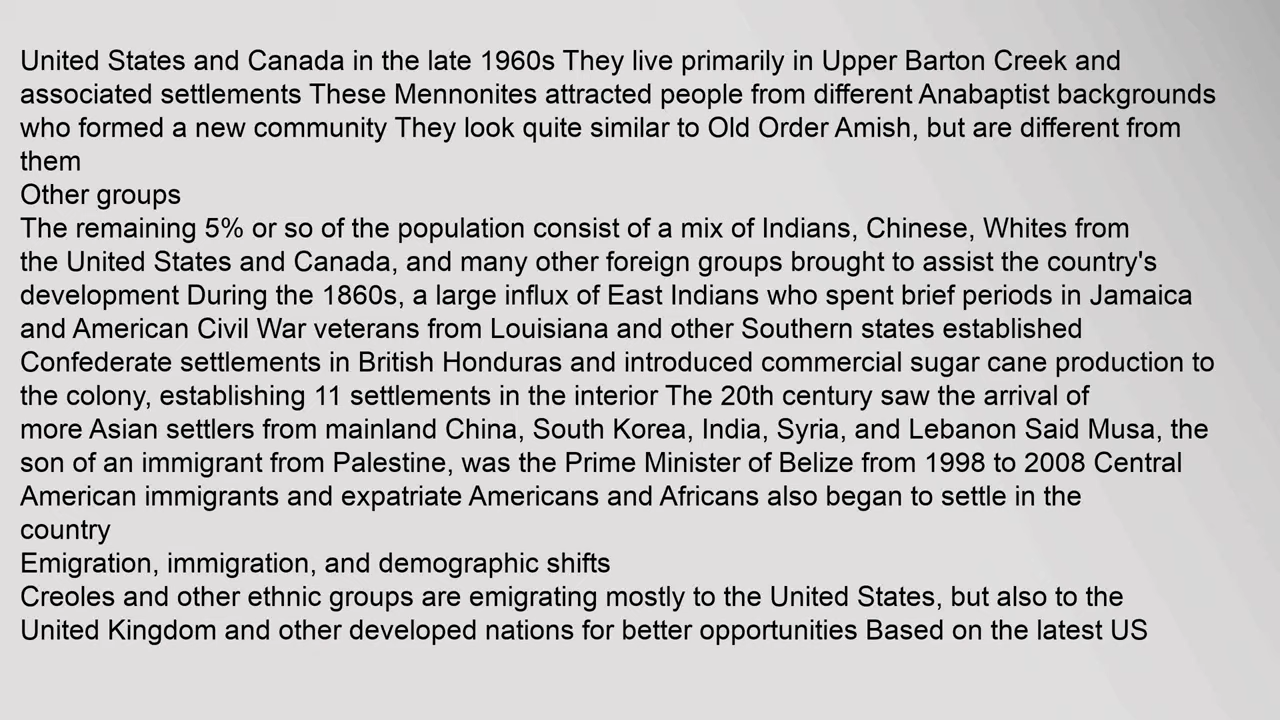 United States and Canada in the late 1960s They live primarily in Upper Barton Creek and
associated settlements These Mennonites attracted people from different Anabaptist backgrounds
who formed a new community They look quite similar to Old Order Amish, but are different from
them
Other groups
The remaining 5% or so of the population consist of a mix of Indians, Chinese, Whites from
the United States and Canada, and many other foreign groups brought to assist the country's
development During the 1860s, a large influx of East Indians who spent brief periods in Jamaica
and American Civil War veterans from Louisiana and other Southern states established
Confederate settlements in British Honduras and introduced commercial sugar cane production to
the colony, establishing 11 settlements in the interior The 20th century saw the arrival of
more Asian settlers from mainland China, South Korea, India, Syria, and Lebanon Said Musa, the
son of an immigrant from Palestine, was the Prime Minister of Belize from 1998 to 2008 Central
American immigrants and expatriate Americans and Africans also began to settle in the
country
Emigration, immigration, and demographic shifts
Creoles and other ethnic groups are emigrating mostly to the United States, but also to the
United Kingdom and other developed nations for better opportunities Based on the latest US